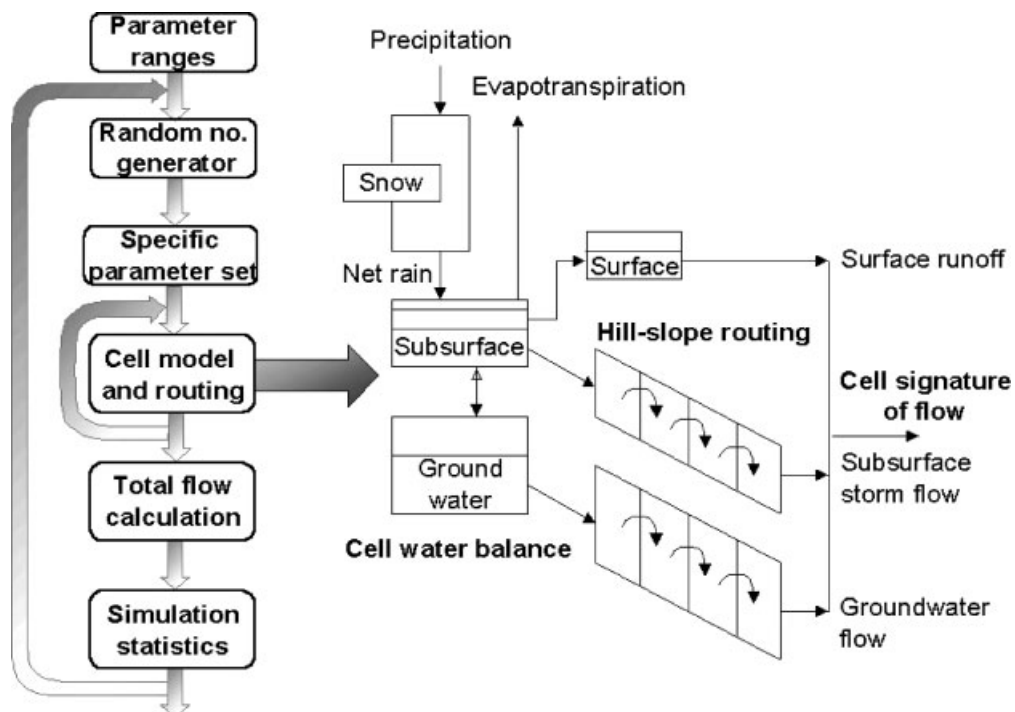 Parameter
ranges
Random no.
generator
Specific
parameter set
Cell model
and routing
Total flow
calculation
Simulation
statistics
Precipitation
Evapotranspiration
Snow
Net rain
Surface
Surface runoff
Subsurface
Hill-slope routing
Cell signature
of flow
Subsurface
storm flow
Ground
water
Cell water balance
Groundwater
flow